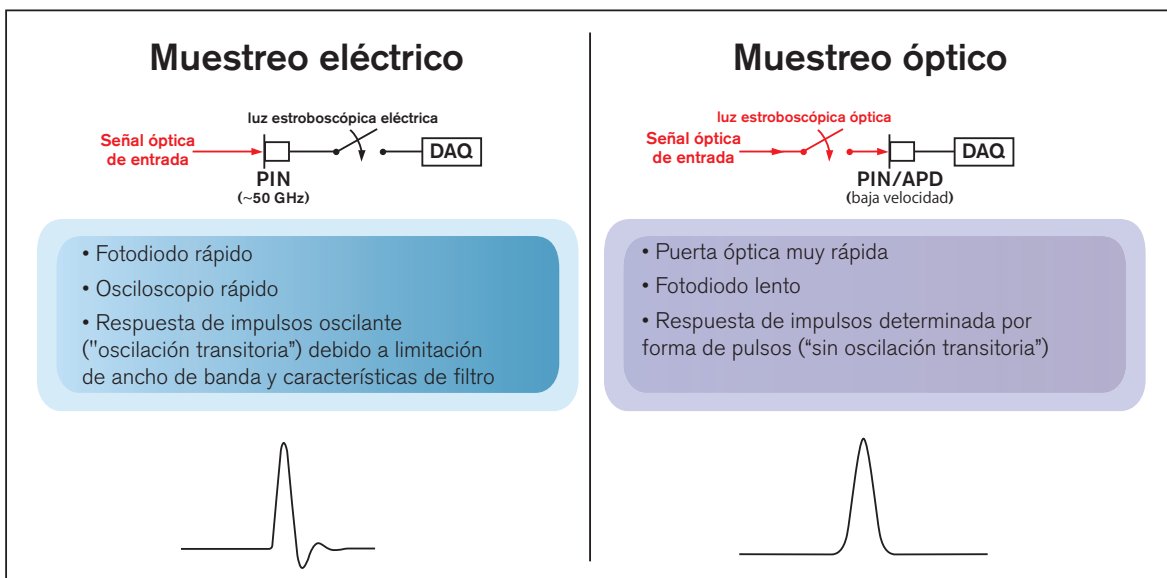 Muestreo eléctrico
luz estroboscópica eléctrica
Señal óptica
de entrada
DAQ
PIN
(~50 GHz)
• Fotodiodo rápido
• Osciloscopio rápido
• Respuesta de impulsos oscilante
("oscilación transitoria”) debido a limitación
de ancho de banda y características de filtro
Muestreo óptico
luz estroboscópica óptica
Señal óptica
de entrada
DAQ
PIN/APD
(baja velocidad)
• Puerta óptica muy rápida
• Fotodiodo lento
• Respuesta de impulsos determinada por
forma de pulsos (“sin oscilación transitoria”)